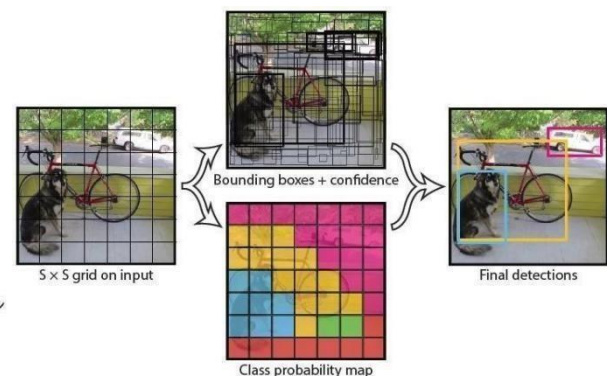 Bounding boxes + confidence
S × S grid on input
Final detections
Class probability map